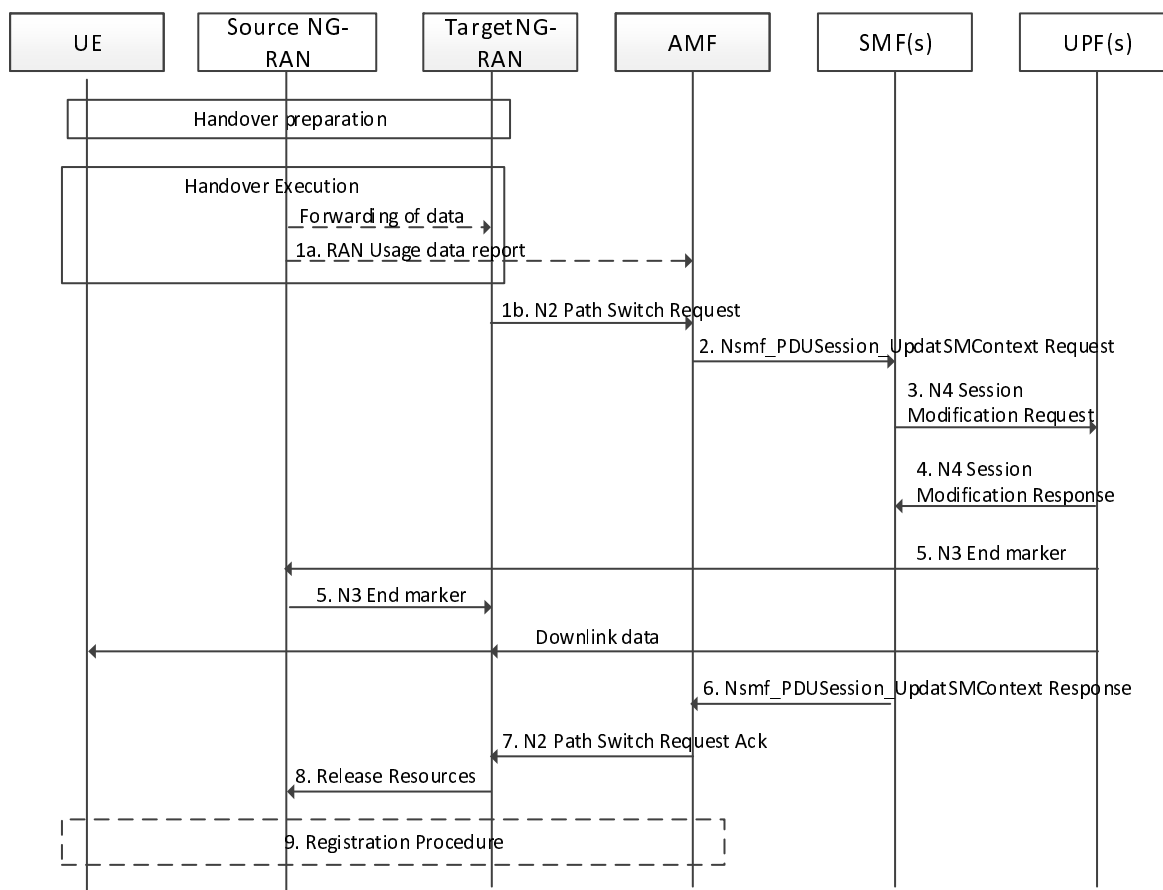 UE
Source NG-
RAN
TargetNG-
RAN
AMF
SMF(s)
UPF(s)
Handover preparation
Handover Execution
Forwarding of data
1a. RAN Usage data report
1b. N2 Path Switch Request
2. Nsmf_PDUSession_UpdatSMContext Request
3. N4 Session
Modification Request
4. N4 Session
Modification Response
5. N3 End marker
5. N3 End marker
Downlink data
6. Nsmf_PDUSession_UpdatSMContext Response
7. N2 Path Switch Request Ack
8. Release Resources
9. Registration Procedure